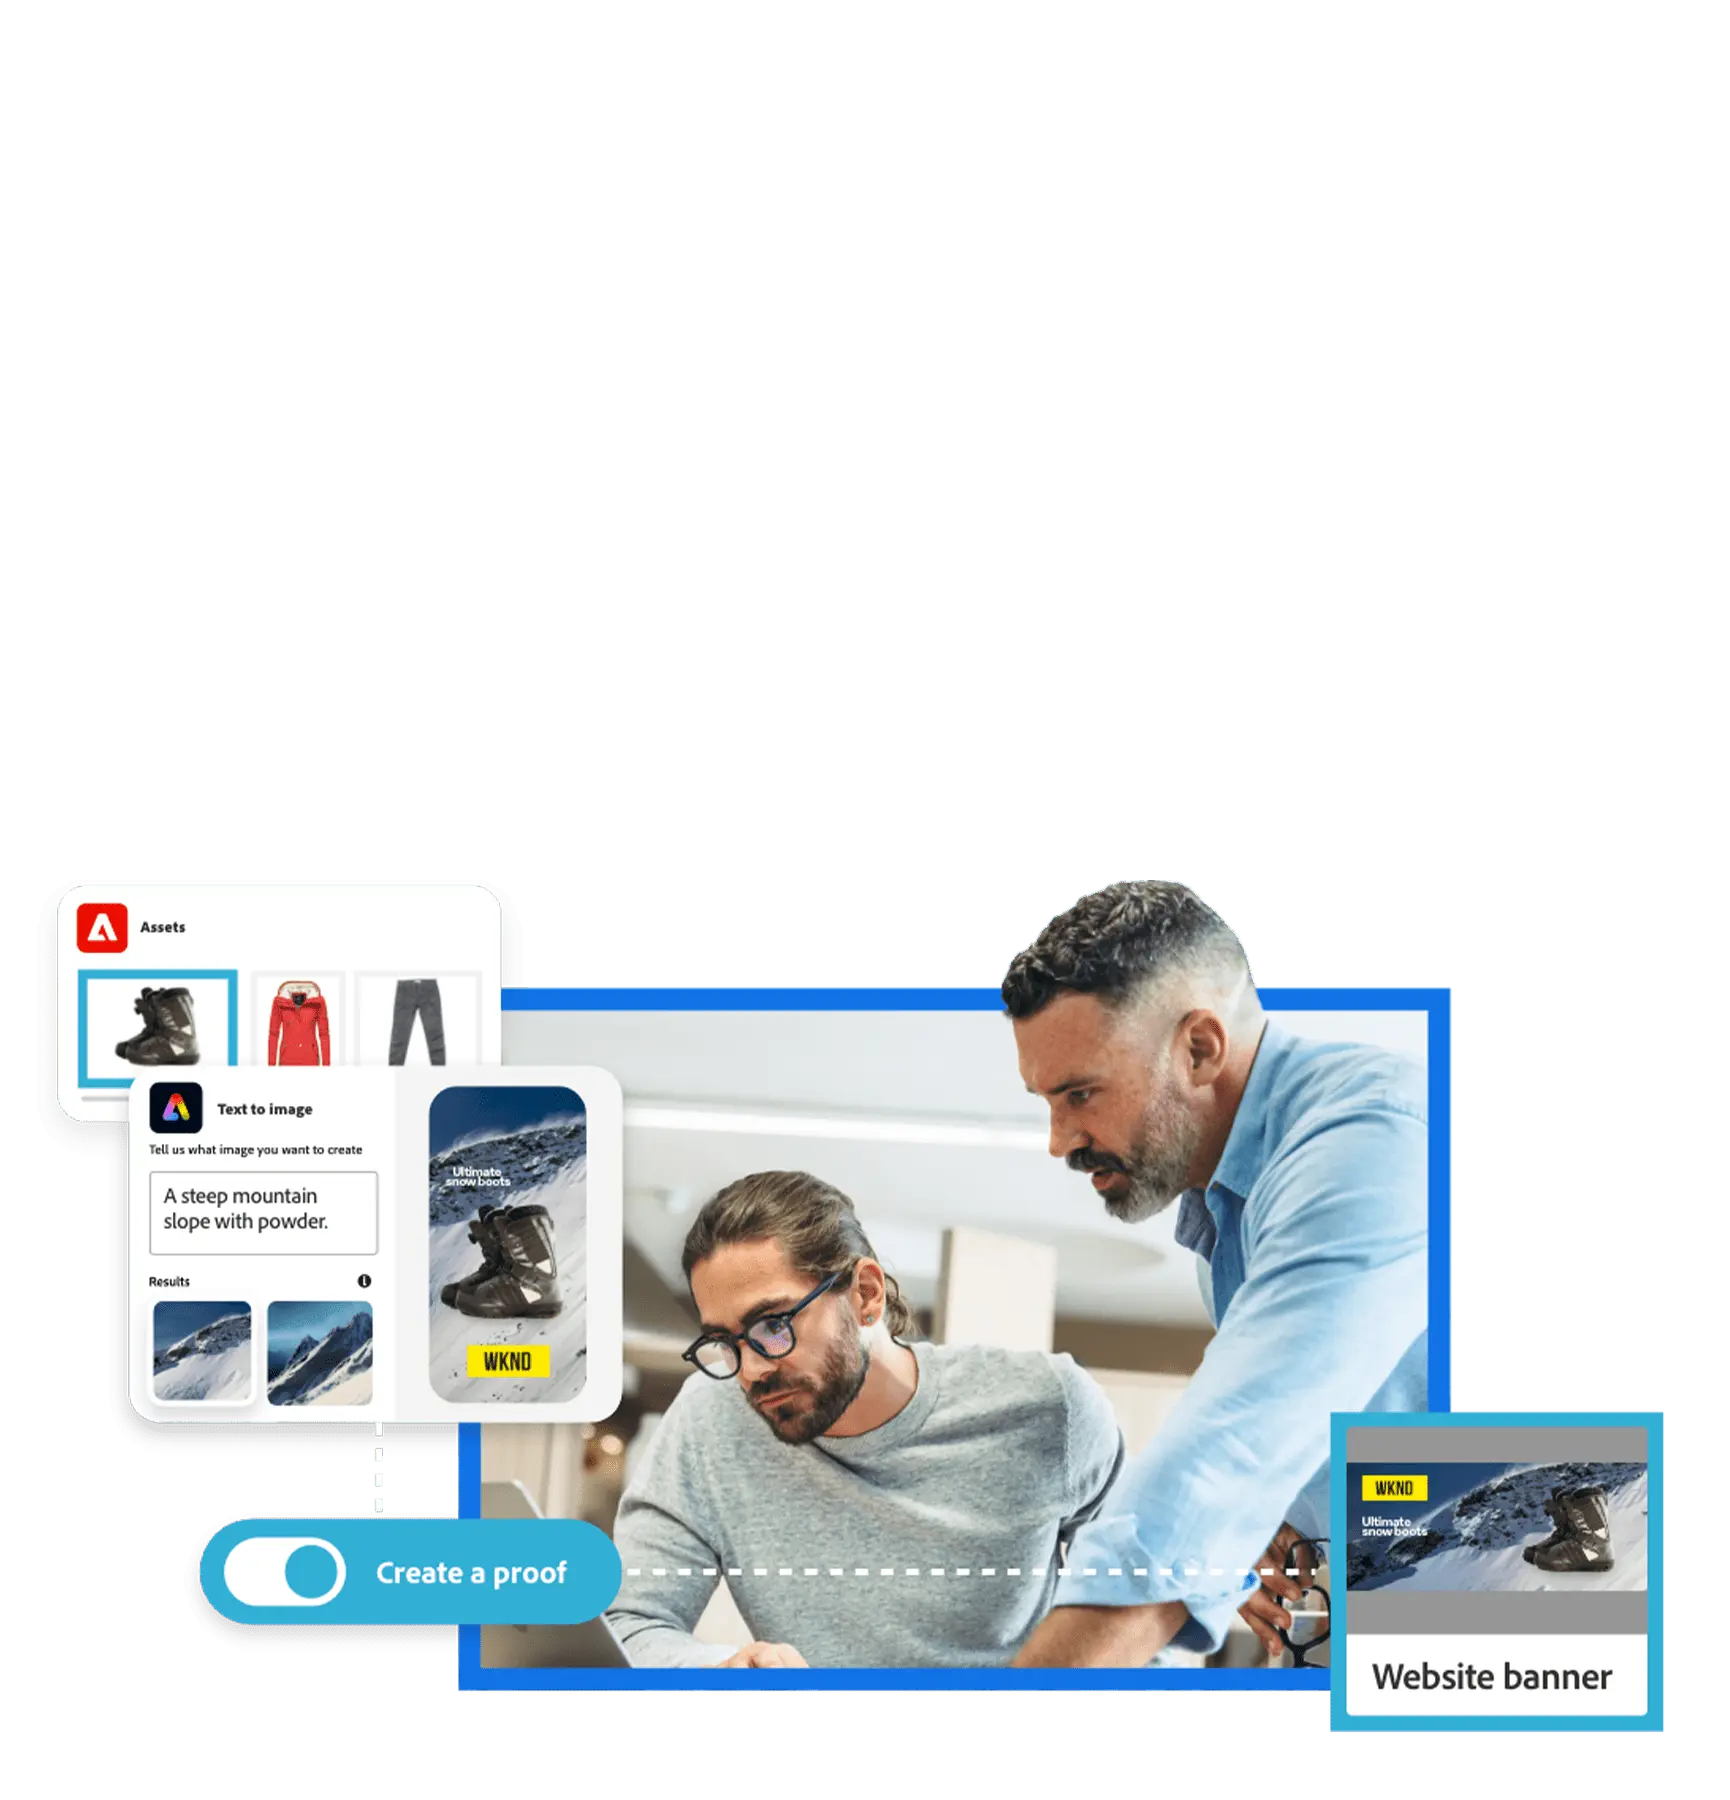 Assets
Text to image
Tell us what image you want to create
A steep mountain
slope with powder.
Results
Ultimate
snow boots
WKND
Create a proof
WKND
Ultimate
snow boots
Website banner